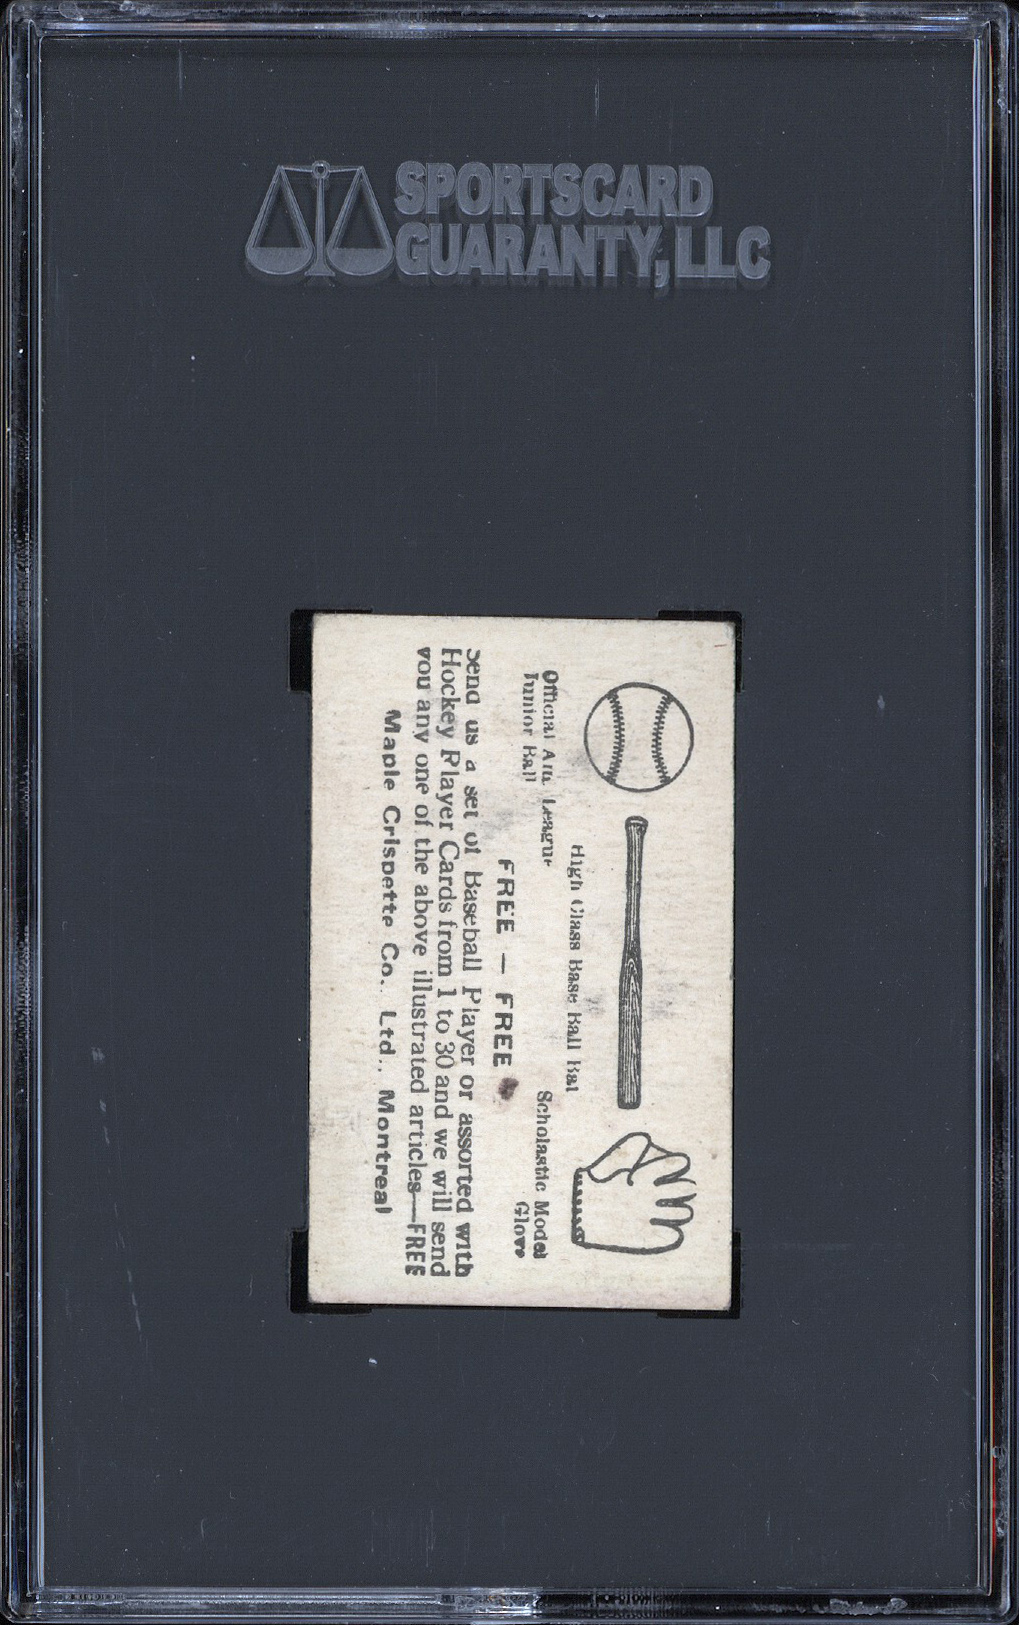 SPORTSCARD
GUARANTY, LLC
High Class Base Ball Bat
Official Am. League
Junior Ball
Scholastic Model
Glove
FREE — FREE
Send us a set of Baseball Player or assorted with
Hockey Player Cards from 1 to 30 and we will send
you any one of the above illustrated articles—FREE
Maple Crispette Co., Ltd., Montreal